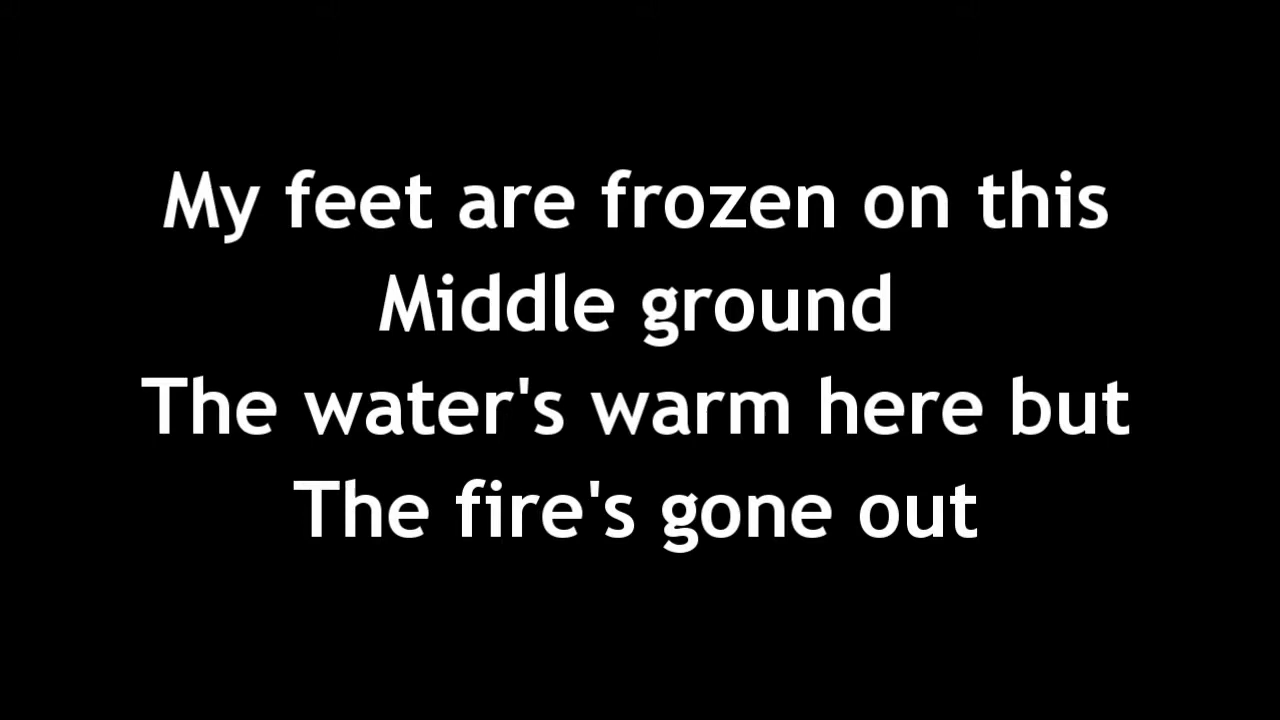 My feet are frozen on this
Middle ground
The water's warm here but
The fire's gone out